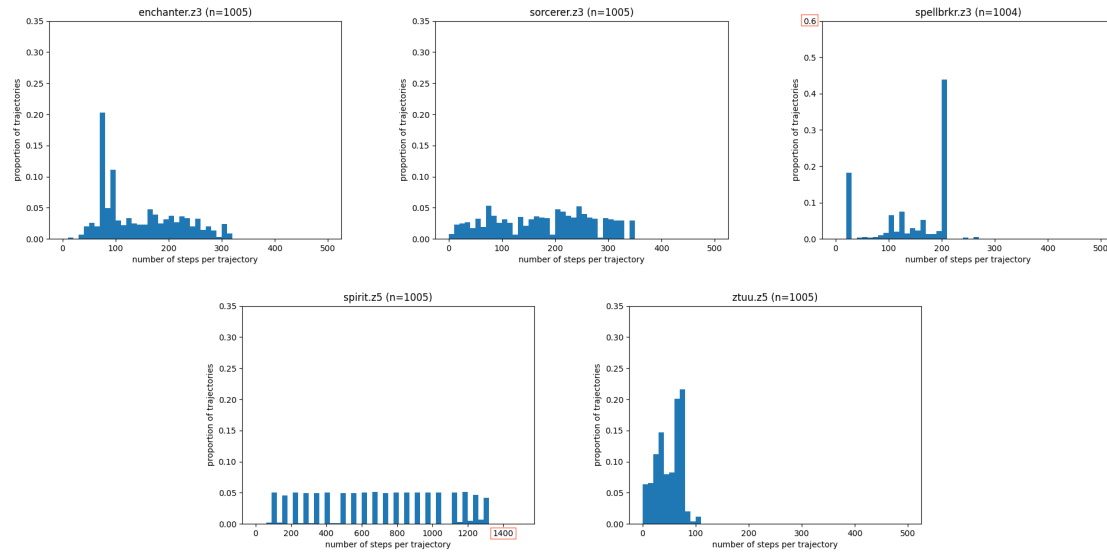 enchanter.z3 (n=1005)
0.35
0.30
0.25
0.20
0.15
0.10
0.05
0.00
proportion of trajectories
0 100 200 300 400 500
number of steps per trajectory
sorcerer.z3 (n=1005)
0.35
0.30
0.25
0.20
0.15
0.10
0.05
0.00
proportion of trajectories
0 100 200 300 400 500
number of steps per trajectory
spellbrkr.z3 (n=1004)
0.6
0.5
0.4
0.3
0.2
0.1
0.0
proportion of trajectories
0 100 200 300 400 500
number of steps per trajectory
spirit.z5 (n=1005)
0.35
0.30
0.25
0.20
0.15
0.10
0.05
0.00
proportion of trajectories
0 200 400 600 800 1000 1200 1400
number of steps per trajectory
ztuu.z5 (n=1005)
0.35
0.30
0.25
0.20
0.15
0.10
0.05
0.00
proportion of trajectories
0 100 200 300 400 500
number of steps per trajectory